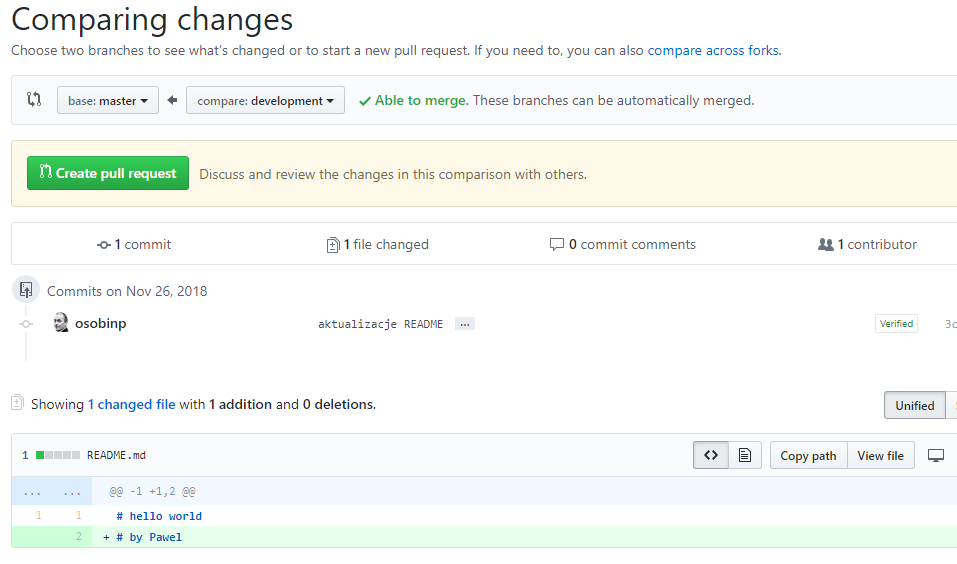 Comparing changes
Choose two branches to see what's changed or to start a new pull request. If you need to, you can also compare across forks.
base: master compare: development Able to merge. These branches can be automatically merged.
Create pull request Discuss and review the changes in this comparison with others.
1 commit 1 file changed 0 commit comments 1 contributor
Commits on Nov 26, 2018
osobinp aktualizacje README … Verified
Showing 1 changed file with 1 addition and 0 deletions.
Unified
1 README.md <> Copy path View file
... ... @@ -1 +1,2 @@
1 1 # hello world
2 + # by Pawel